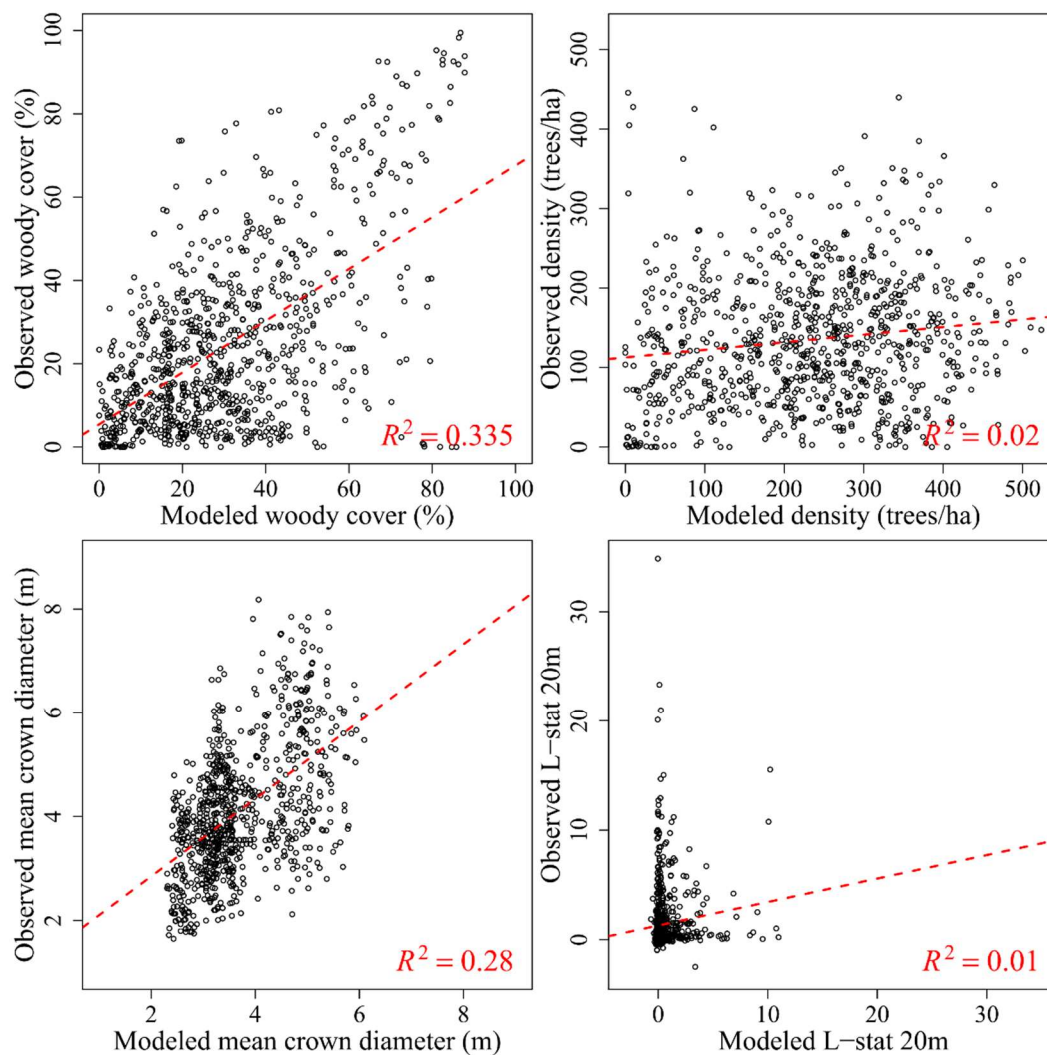 Observed woody cover (%)
100
80
60
40
20
0
R² = 0.335
0 20 40 60 80 100
Modeled woody cover (%)
Observed density (trees/ha)
500
400
300
200
100
0
R² = 0.02
0 100 200 300 400 500
Modeled density (trees/ha)
Observed mean crown diameter (m)
8
6
4
2
R² = 0.28
2 4 6 8
Modeled mean crown diameter (m)
Observed L−stat 20m
30
20
10
0
R² = 0.01
0 10 20 30
Modeled L−stat 20m